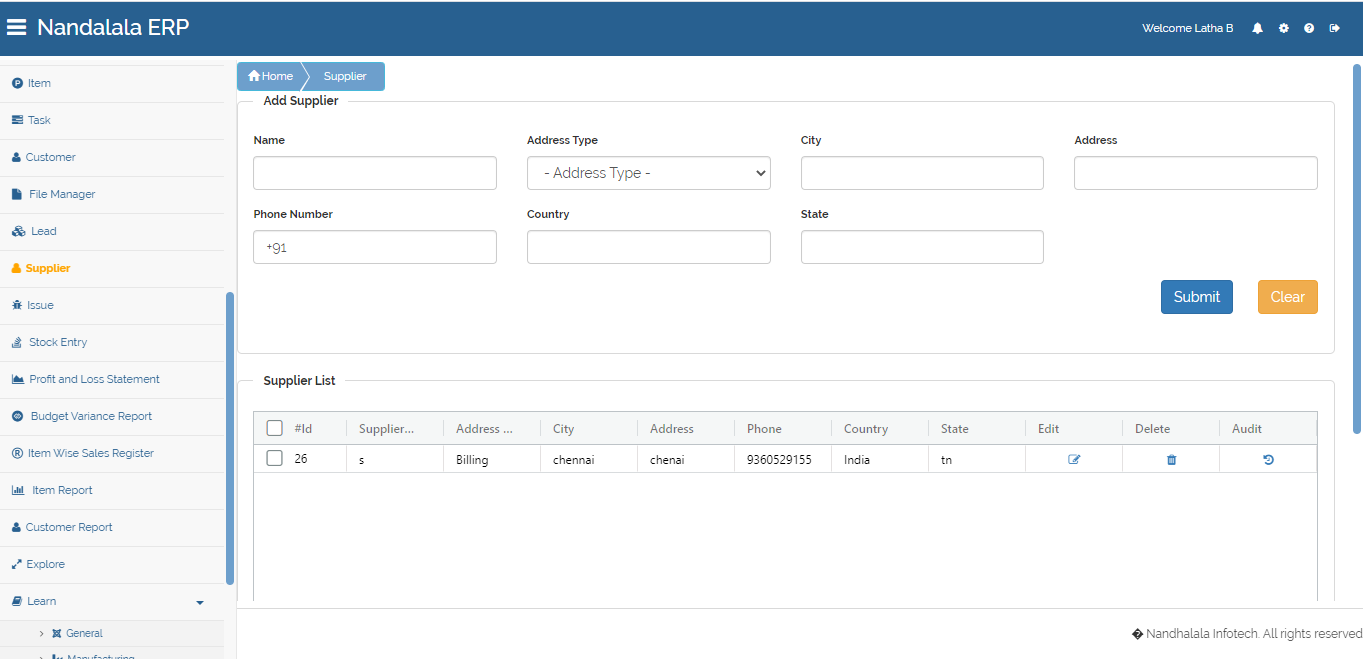 Nandalala ERP
Welcome Latha B
Item
Task
Customer
File Manager
Lead
Supplier
Issue
Stock Entry
Profit and Loss Statement
Budget Variance Report
Item Wise Sales Register
Item Report
Customer Report
Explore
Learn
General
Manufacturing
Home Supplier
Add Supplier
Name Address Type City Address
- Address Type -
Phone Number Country State
+91
Submit Clear
Supplier List
#Id Supplier... Address ... City Address Phone Country State Edit Delete Audit
26 s Billing chennai chenai 9360529155 India tn
� Nandhalala Infotech. All rights reserved